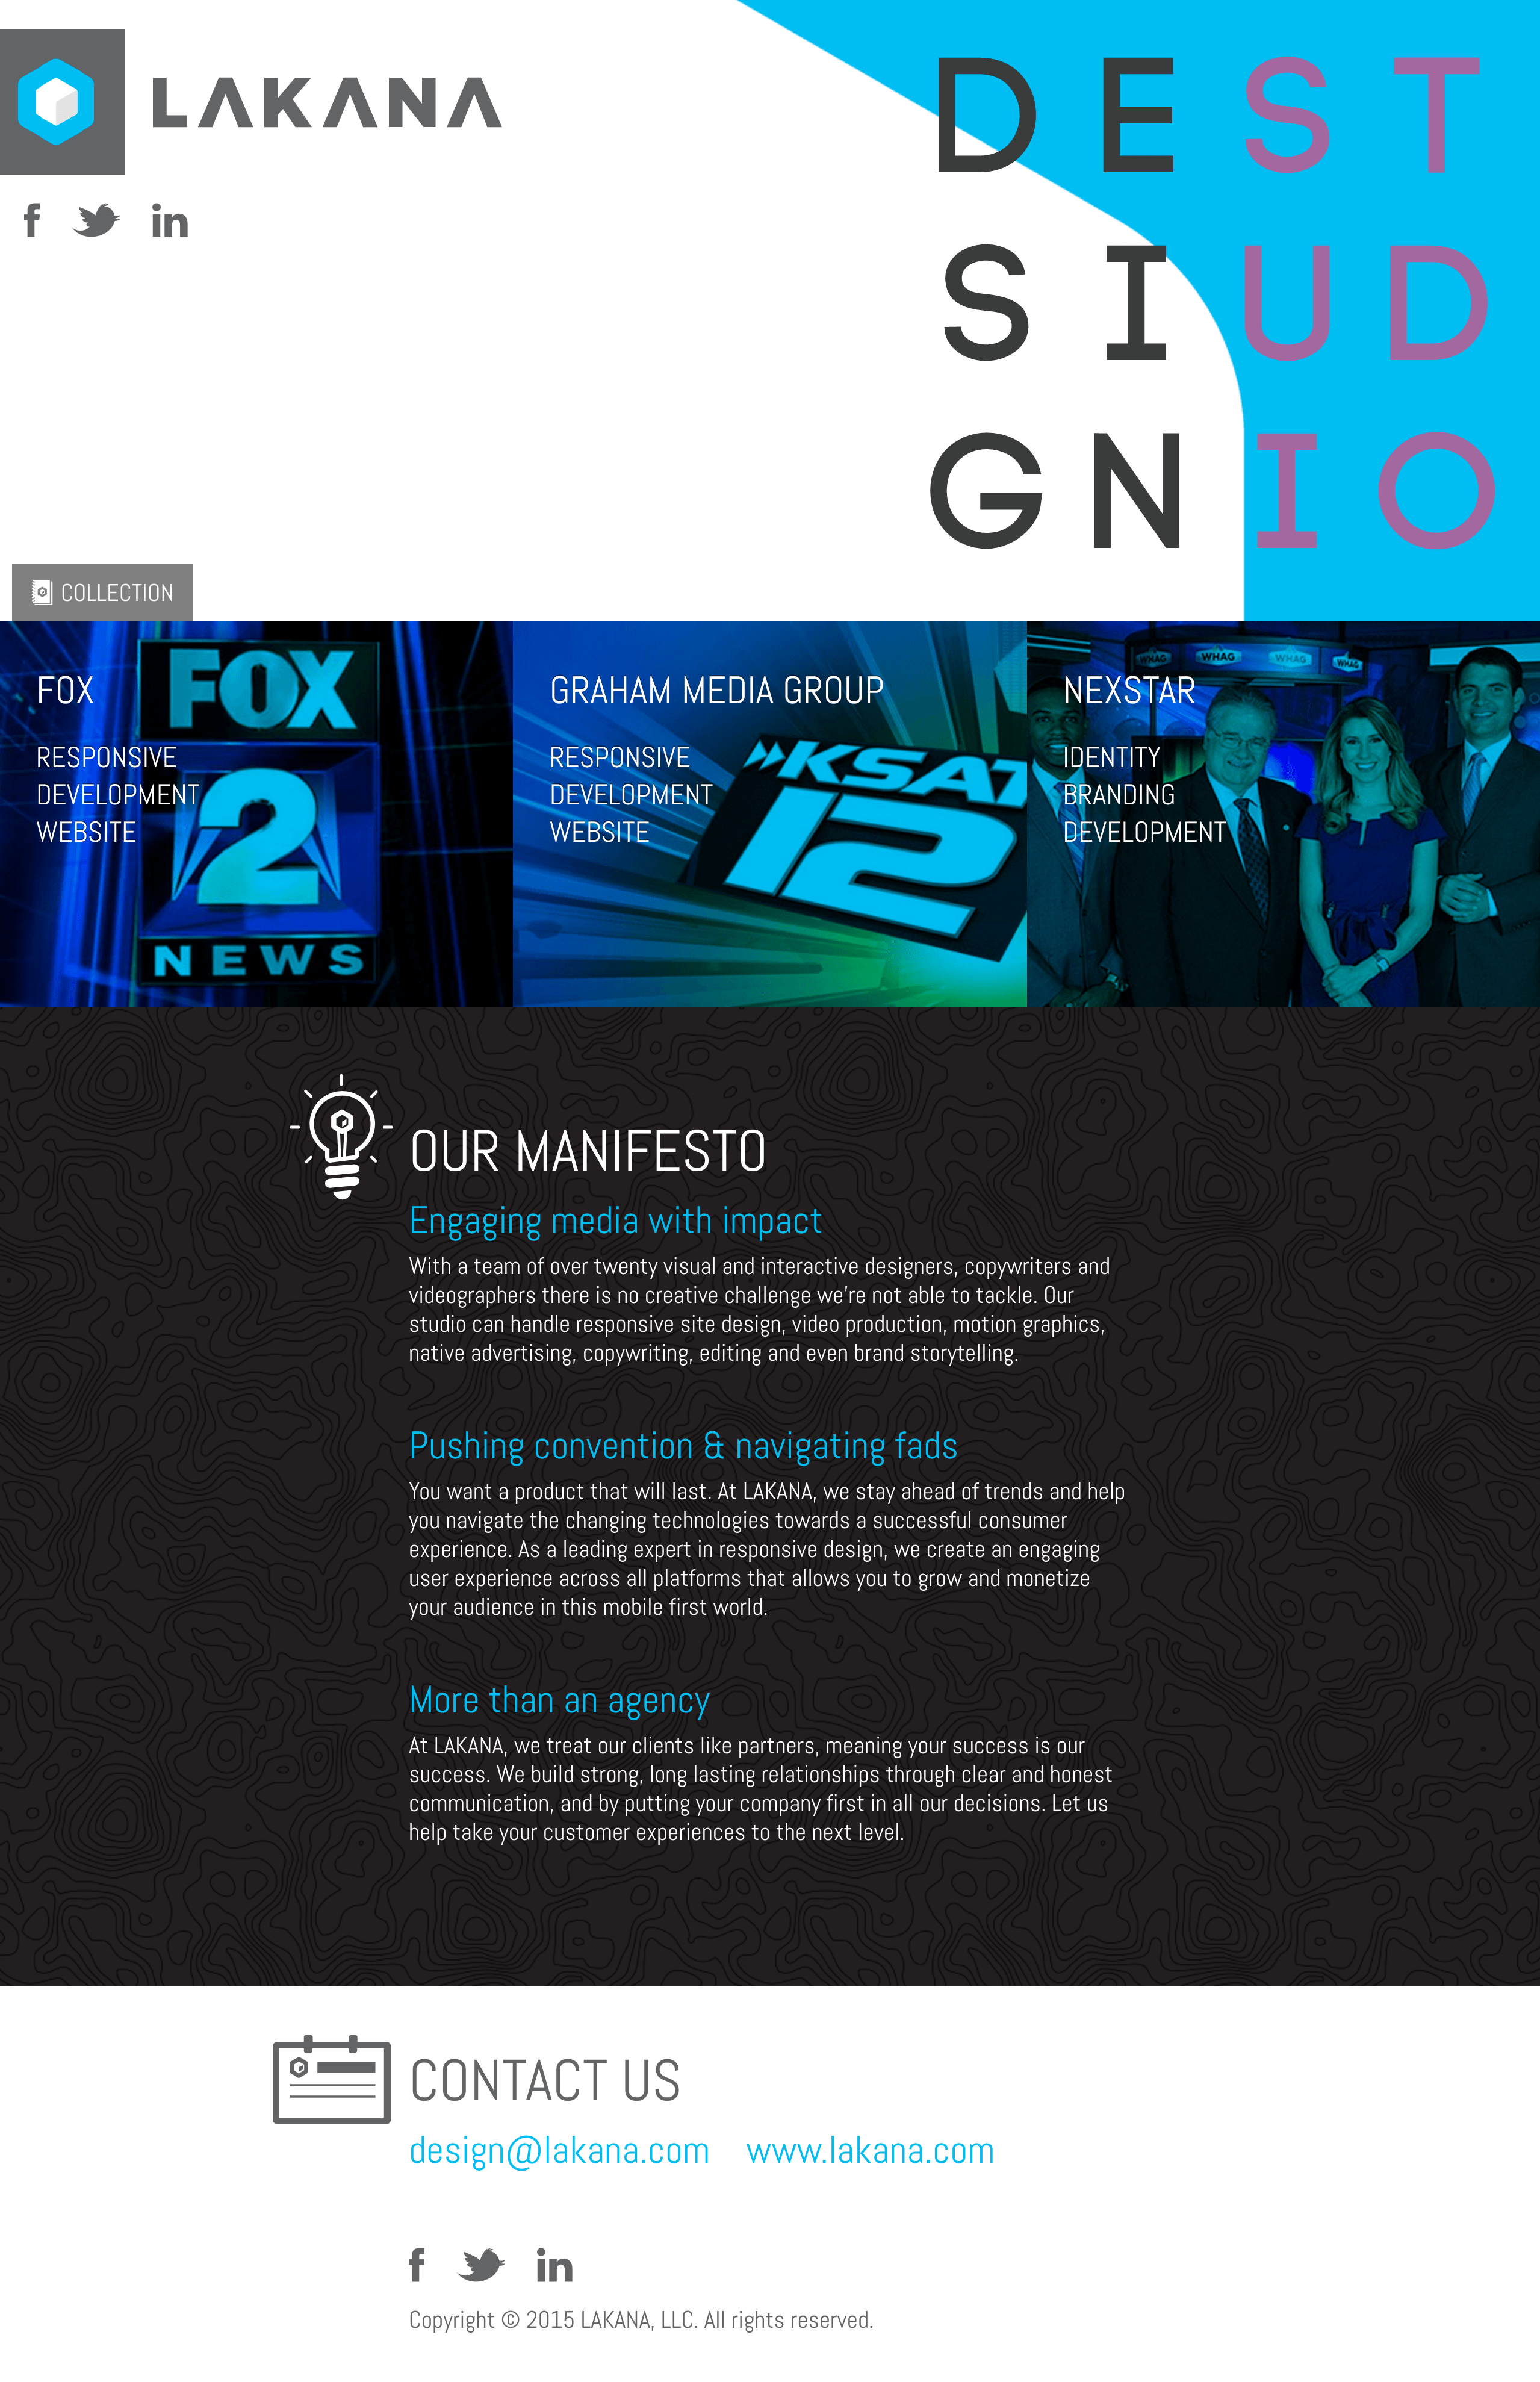 LAKANA
f in
DEST
SIUD
GNIO
COLLECTION
FOX
RESPONSIVE
DEVELOPMENT
WEBSITE
FOX
2
NEWS
GRAHAM MEDIA GROUP
RESPONSIVE
DEVELOPMENT
WEBSITE
KSAT
12
NEXSTAR
IDENTITY
BRANDING
DEVELOPMENT
WHAG WHAG WHAG WHAG
OUR MANIFESTO
Engaging media with impact
With a team of over twenty visual and interactive designers, copywriters and
videographers there is no creative challenge we're not able to tackle. Our
studio can handle responsive site design, video production, motion graphics,
native advertising, copywriting, editing and even brand storytelling.
Pushing convention & navigating fads
You want a product that will last. At LAKANA, we stay ahead of trends and help
you navigate the changing technologies towards a successful consumer
experience. As a leading expert in responsive design, we create an engaging
user experience across all platforms that allows you to grow and monetize
your audience in this mobile first world.
More than an agency
At LAKANA, we treat our clients like partners, meaning your success is our
success. We build strong, long lasting relationships through clear and honest
communication, and by putting your company first in all our decisions. Let us
help take your customer experiences to the next level.
CONTACT US
design@lakana.com www.lakana.com
f in
Copyright © 2015 LAKANA, LLC. All rights reserved.